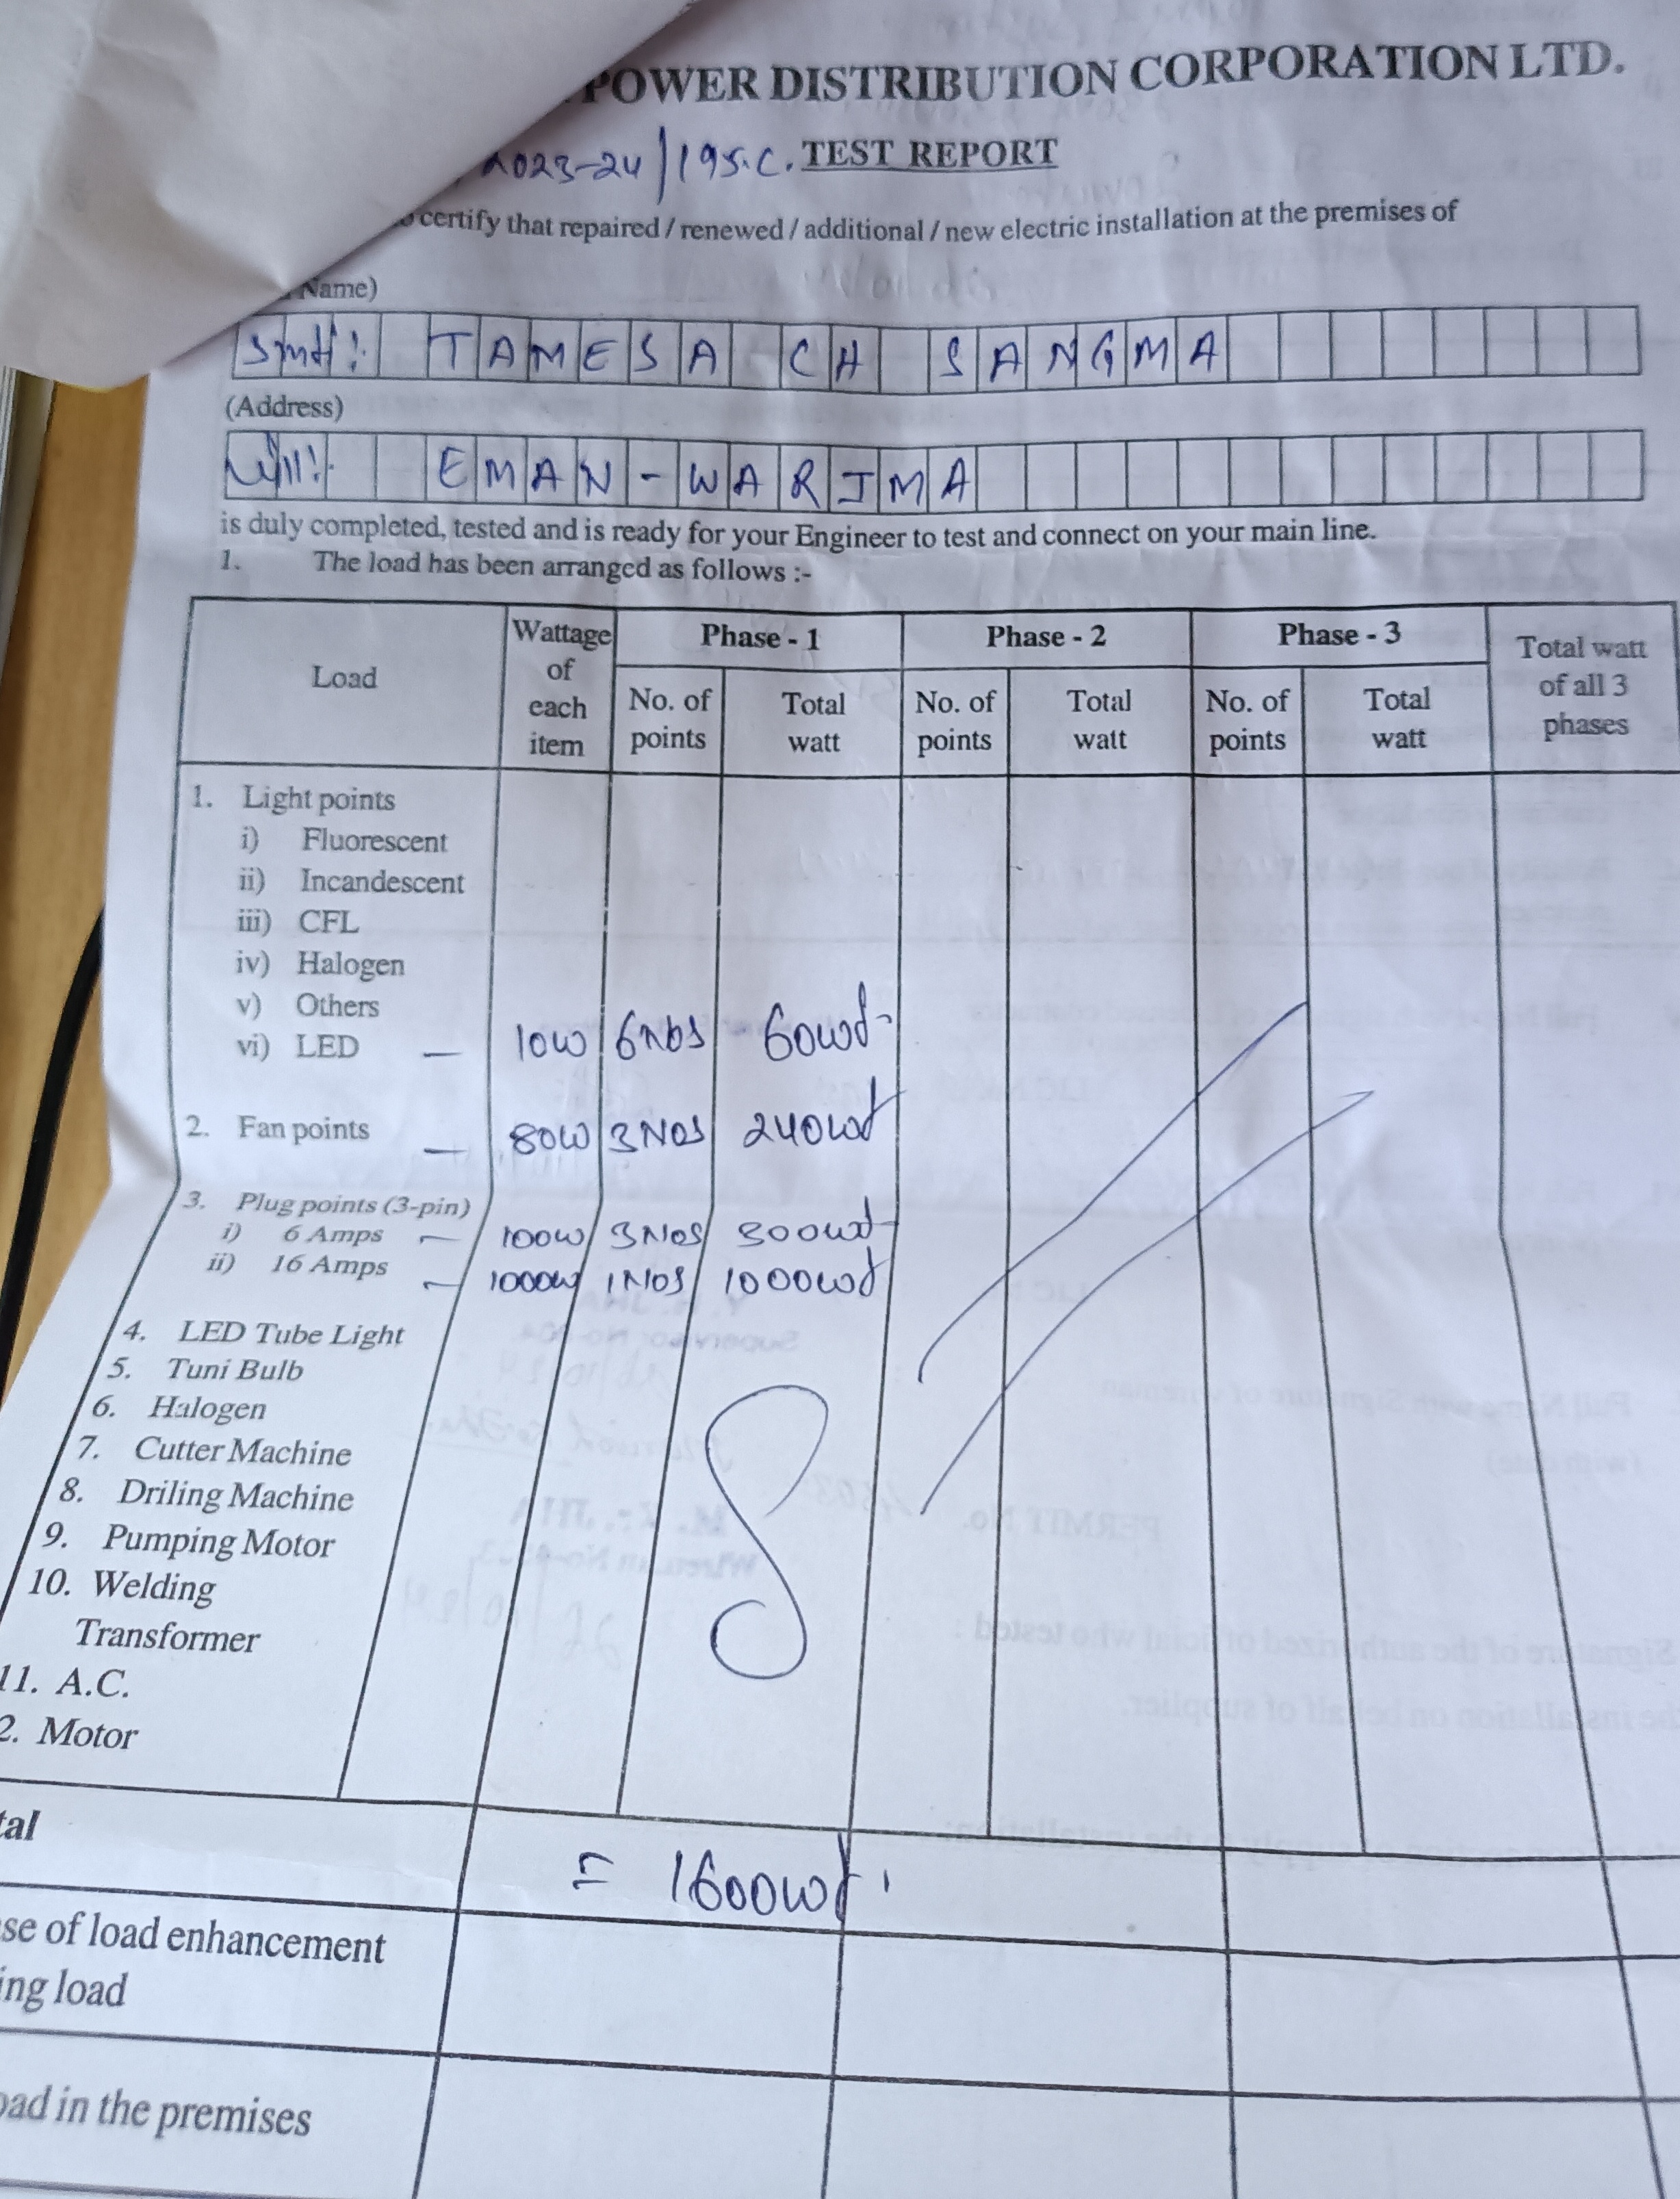 POWER DISTRIBUTION CORPORATION LTD.
2023-24/195.C. TEST REPORT
certify that repaired / renewed / additional / new electric installation at the premises of
Name)
Smti: TAMESA CH SANGMA
(Address)
Vill: EMAN-WARIMA
is duly completed, tested and is ready for your Engineer to test and connect on your main line.
1. The load has been arranged as follows :-
Load Wattage of each item Phase - 1 Phase - 2 Phase - 3 Total watt of all 3 phases
No. of points Total watt No. of points Total watt No. of points Total watt
1. Light points
i) Fluorescent
ii) Incandescent
iii) CFL
iv) Halogen
v) Others
vi) LED — 10W 6NOS 60wt
2. Fan points — 80W 3NOS 240wt
3. Plug points (3-pin)
i) 6 Amps — 100W 3NOS 300wt
ii) 16 Amps — 1000W 1NOS 1000wt
4. LED Tube Light
5. Tuni Bulb
6. Halogen
7. Cutter Machine
8. Driling Machine
9. Pumping Motor
10. Welding
Transformer
11. A.C.
2. Motor
tal = 1600wt.
se of load enhancement
ing load
oad in the premises